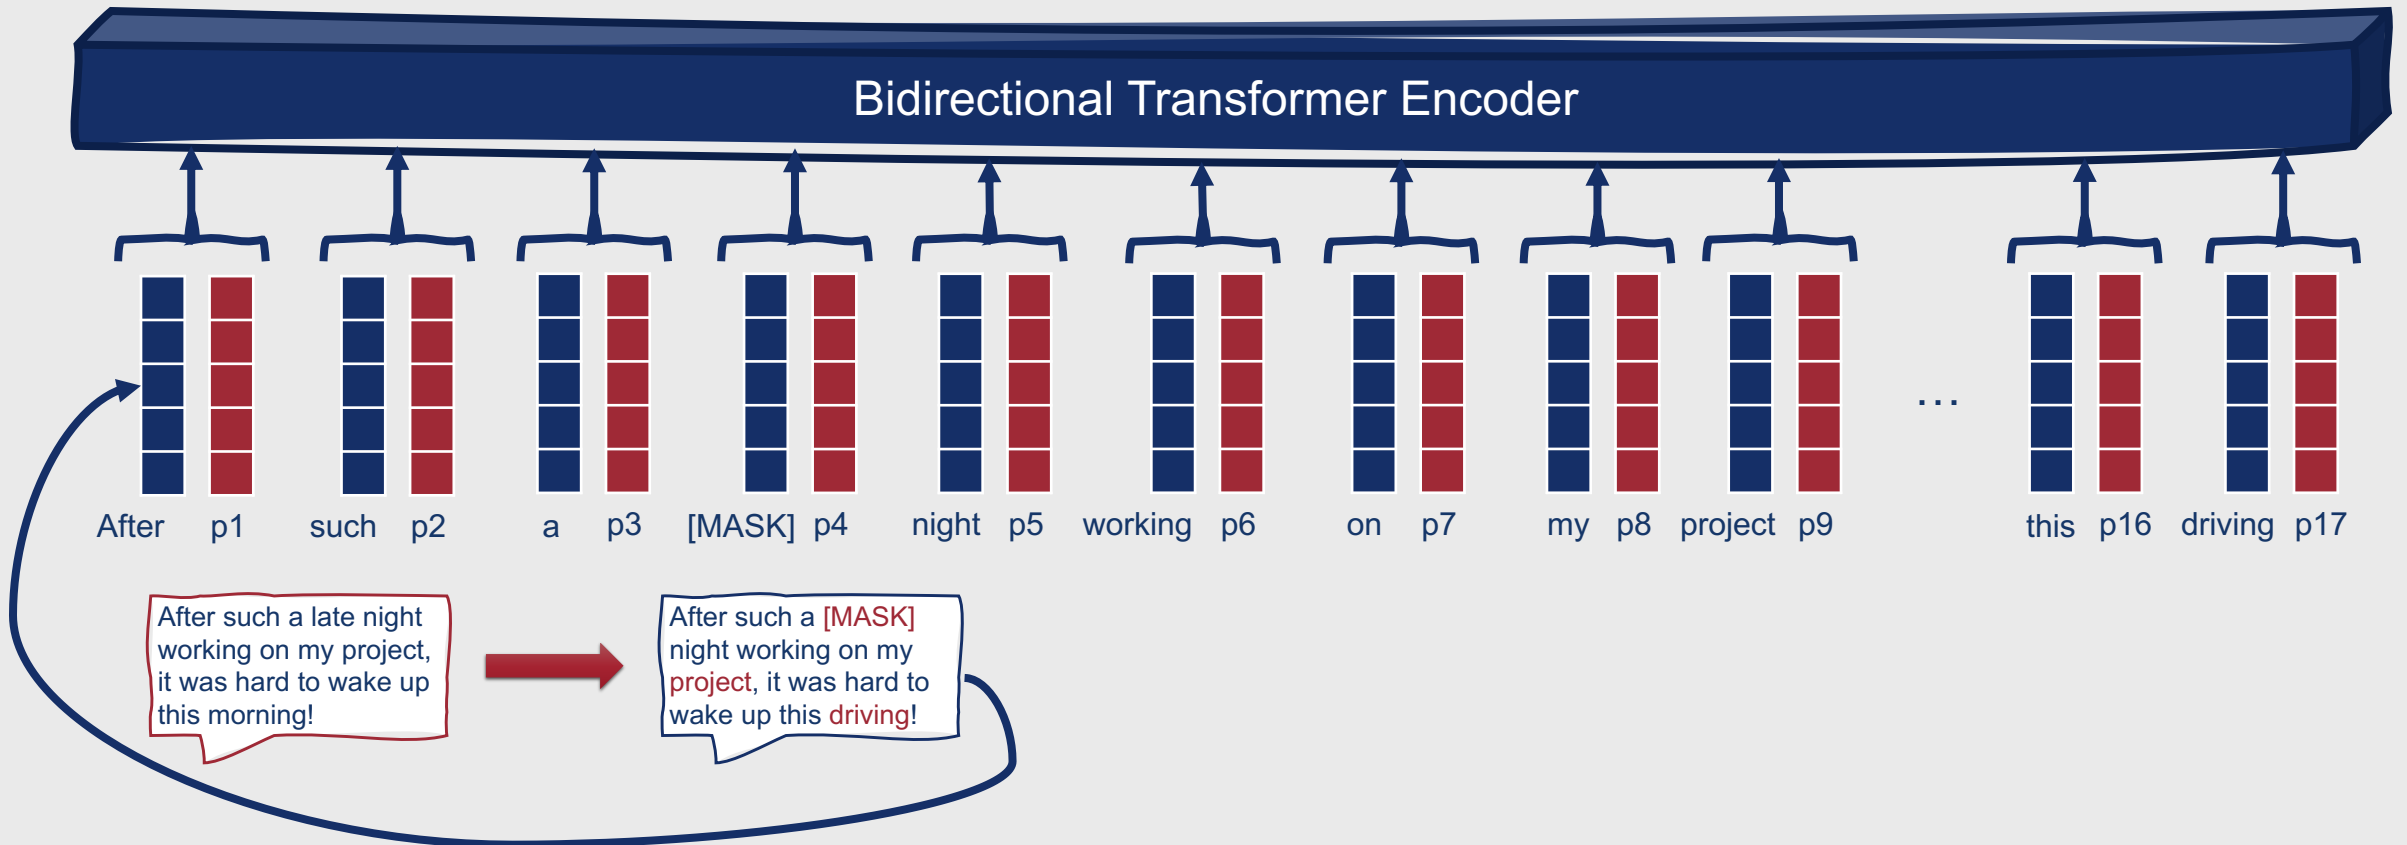 Bidirectional Transformer Encoder
…
After p1 such p2 a p3 [MASK] p4 night p5 working p6 on p7 my p8 project p9 this p16 driving p17
After such a late night
working on my project,
it was hard to wake up
this morning!
After such a [MASK]
night working on my
project, it was hard to
wake up this driving!